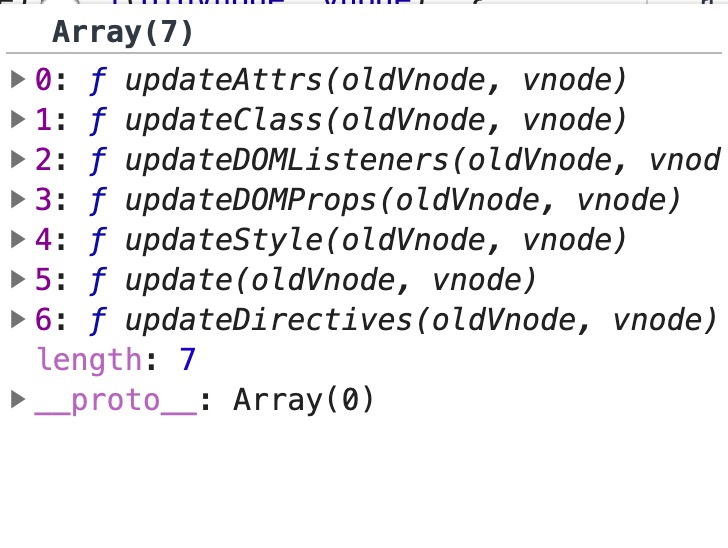 Array(7)
0: ƒ updateAttrs(oldVnode, vnode)
1: ƒ updateClass(oldVnode, vnode)
2: ƒ updateDOMListeners(oldVnode, vnod
3: ƒ updateDOMProps(oldVnode, vnode)
4: ƒ updateStyle(oldVnode, vnode)
5: ƒ update(oldVnode, vnode)
6: ƒ updateDirectives(oldVnode, vnode)
length: 7
__proto__: Array(0)